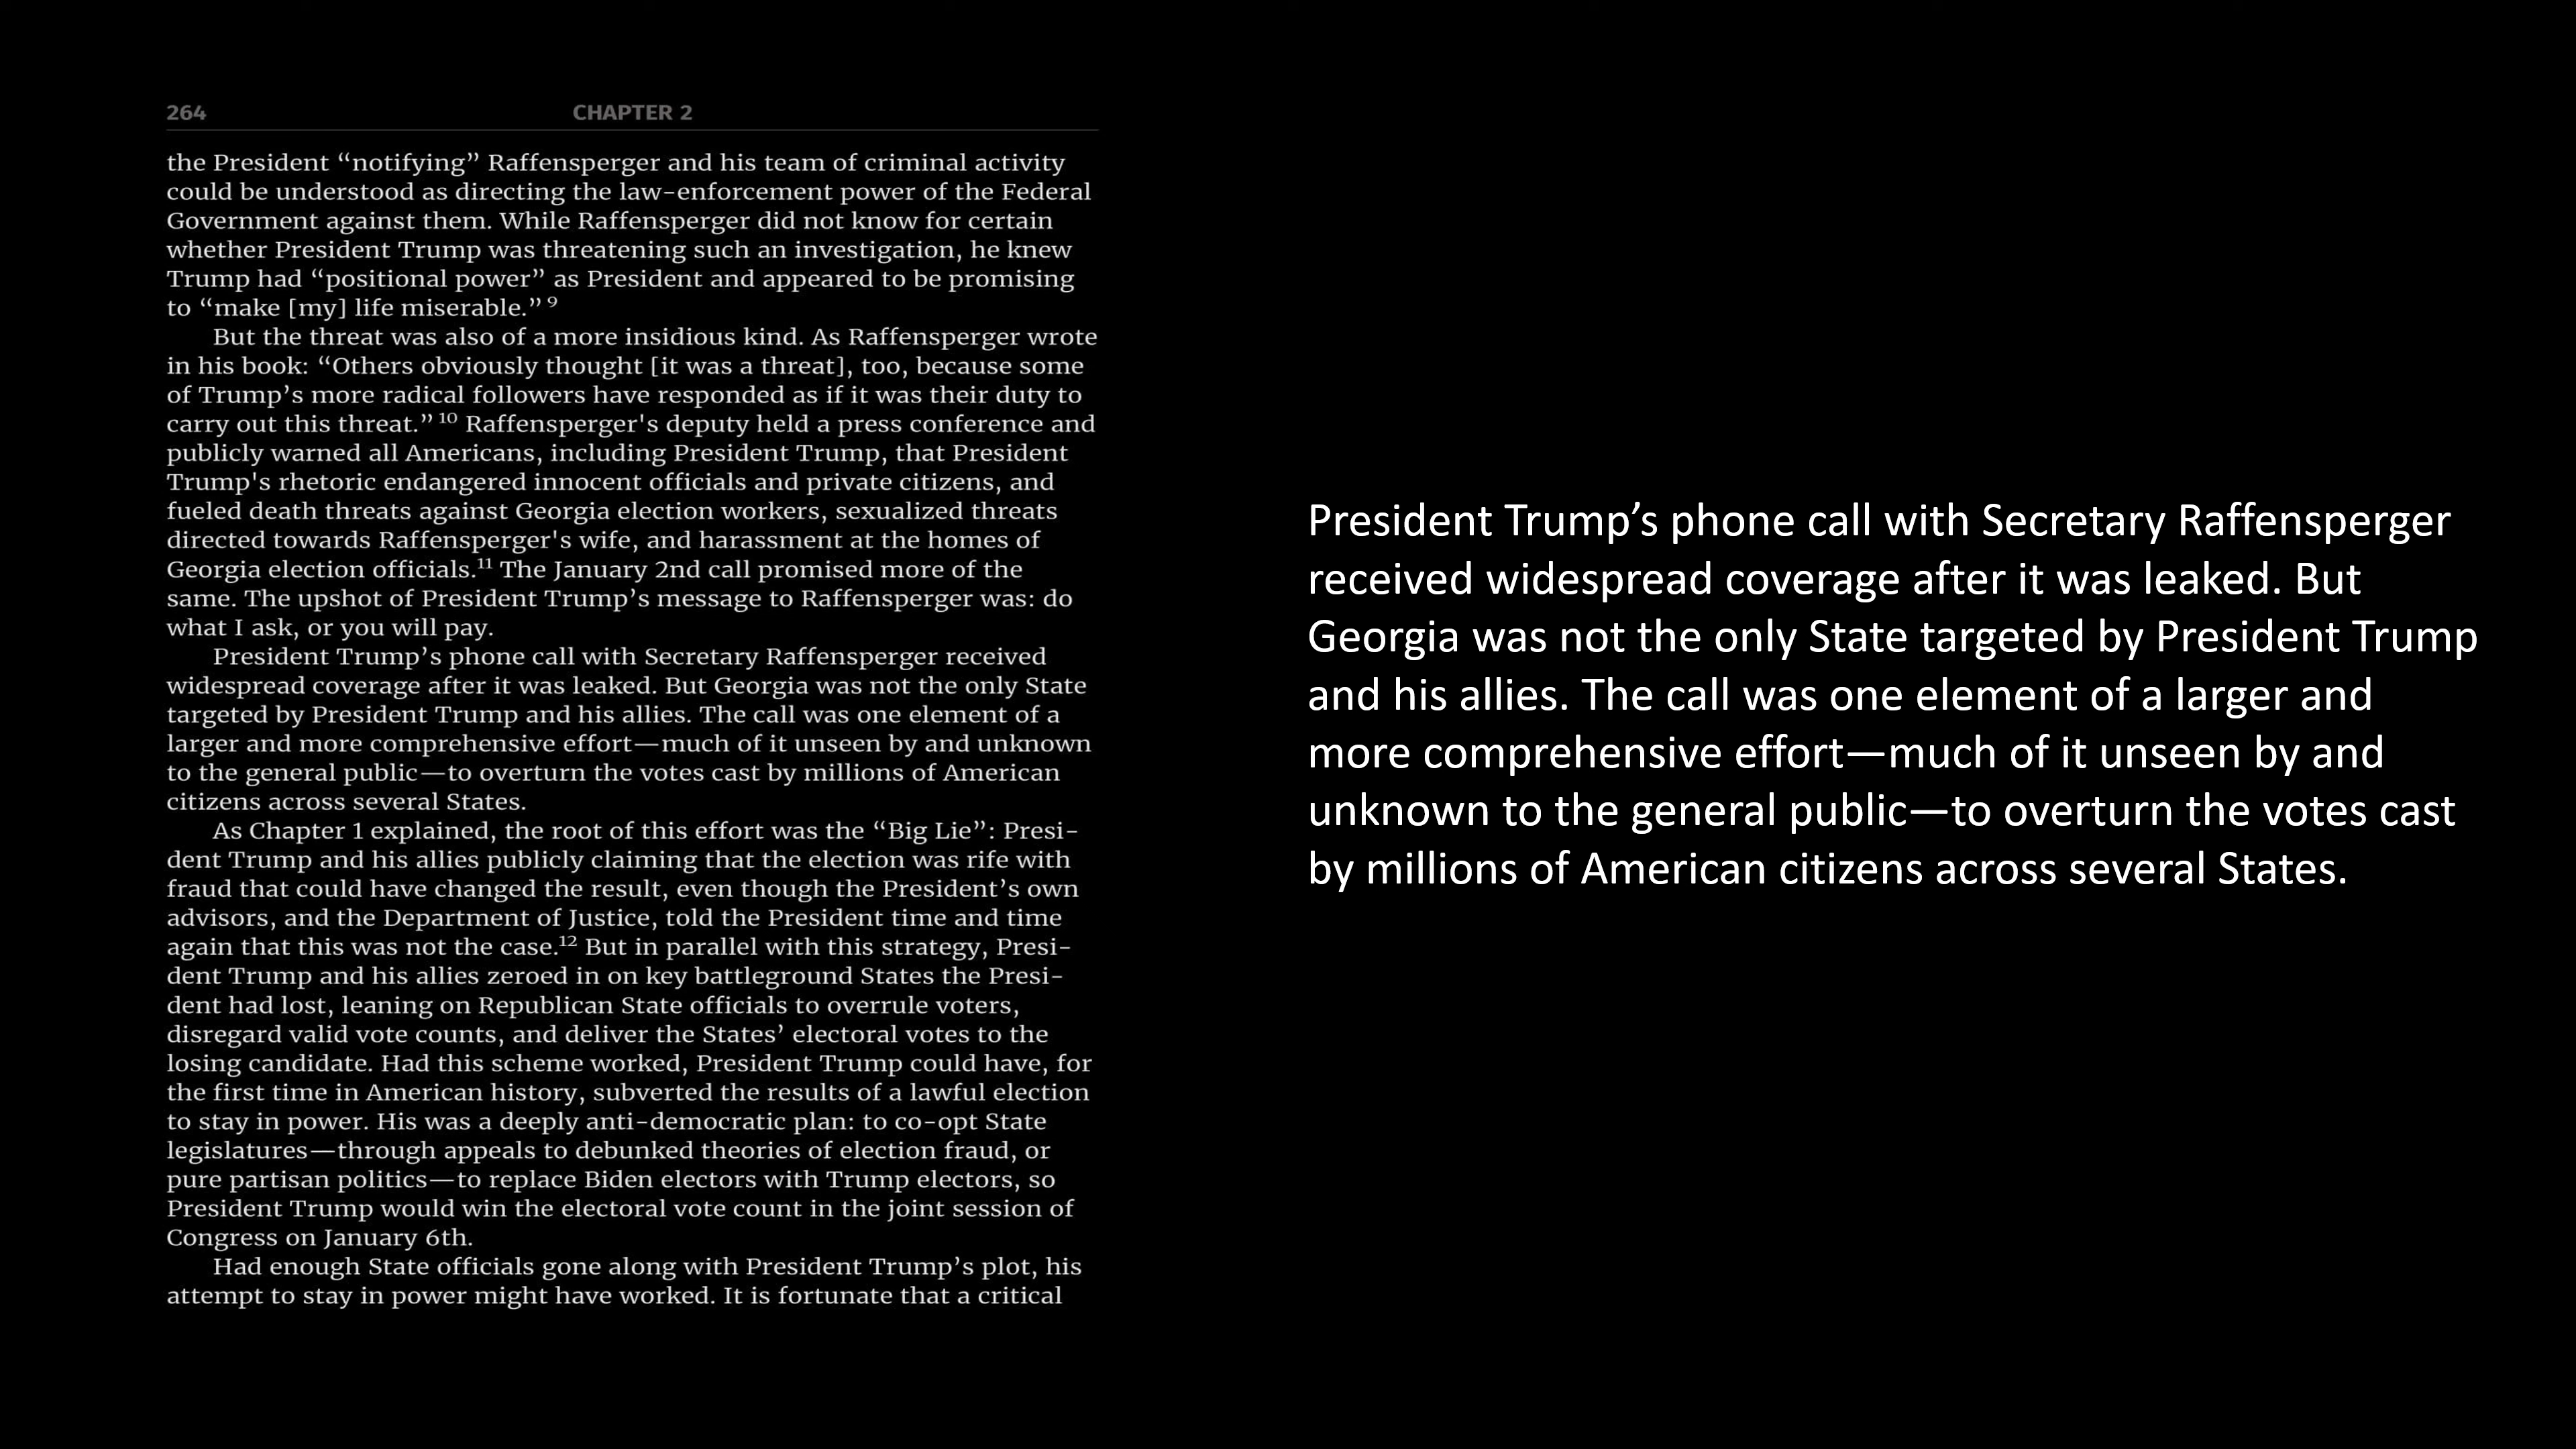 264 CHAPTER 2
the President “notifying” Raffensperger and his team of criminal activity
could be understood as directing the law-enforcement power of the Federal
Government against them. While Raffensperger did not know for certain
whether President Trump was threatening such an investigation, he knew
Trump had “positional power” as President and appeared to be promising
to “make [my] life miserable.” 9
But the threat was also of a more insidious kind. As Raffensperger wrote
in his book: “Others obviously thought [it was a threat], too, because some
of Trump’s more radical followers have responded as if it was their duty to
carry out this threat.” 10 Raffensperger's deputy held a press conference and
publicly warned all Americans, including President Trump, that President
Trump's rhetoric endangered innocent officials and private citizens, and
fueled death threats against Georgia election workers, sexualized threats
directed towards Raffensperger's wife, and harassment at the homes of
Georgia election officials.11 The January 2nd call promised more of the
same. The upshot of President Trump’s message to Raffensperger was: do
what I ask, or you will pay.
President Trump’s phone call with Secretary Raffensperger received
widespread coverage after it was leaked. But Georgia was not the only State
targeted by President Trump and his allies. The call was one element of a
larger and more comprehensive effort—much of it unseen by and unknown
to the general public—to overturn the votes cast by millions of American
citizens across several States.
As Chapter 1 explained, the root of this effort was the “Big Lie”: Presi-
dent Trump and his allies publicly claiming that the election was rife with
fraud that could have changed the result, even though the President’s own
advisors, and the Department of Justice, told the President time and time
again that this was not the case.12 But in parallel with this strategy, Presi-
dent Trump and his allies zeroed in on key battleground States the Presi-
dent had lost, leaning on Republican State officials to overrule voters,
disregard valid vote counts, and deliver the States’ electoral votes to the
losing candidate. Had this scheme worked, President Trump could have, for
the first time in American history, subverted the results of a lawful election
to stay in power. His was a deeply anti-democratic plan: to co-opt State
legislatures—through appeals to debunked theories of election fraud, or
pure partisan politics—to replace Biden electors with Trump electors, so
President Trump would win the electoral vote count in the joint session of
Congress on January 6th.
Had enough State officials gone along with President Trump’s plot, his
attempt to stay in power might have worked. It is fortunate that a critical
President Trump’s phone call with Secretary Raffensperger
received widespread coverage after it was leaked. But
Georgia was not the only State targeted by President Trump
and his allies. The call was one element of a larger and
more comprehensive effort—much of it unseen by and
unknown to the general public—to overturn the votes cast
by millions of American citizens across several States.